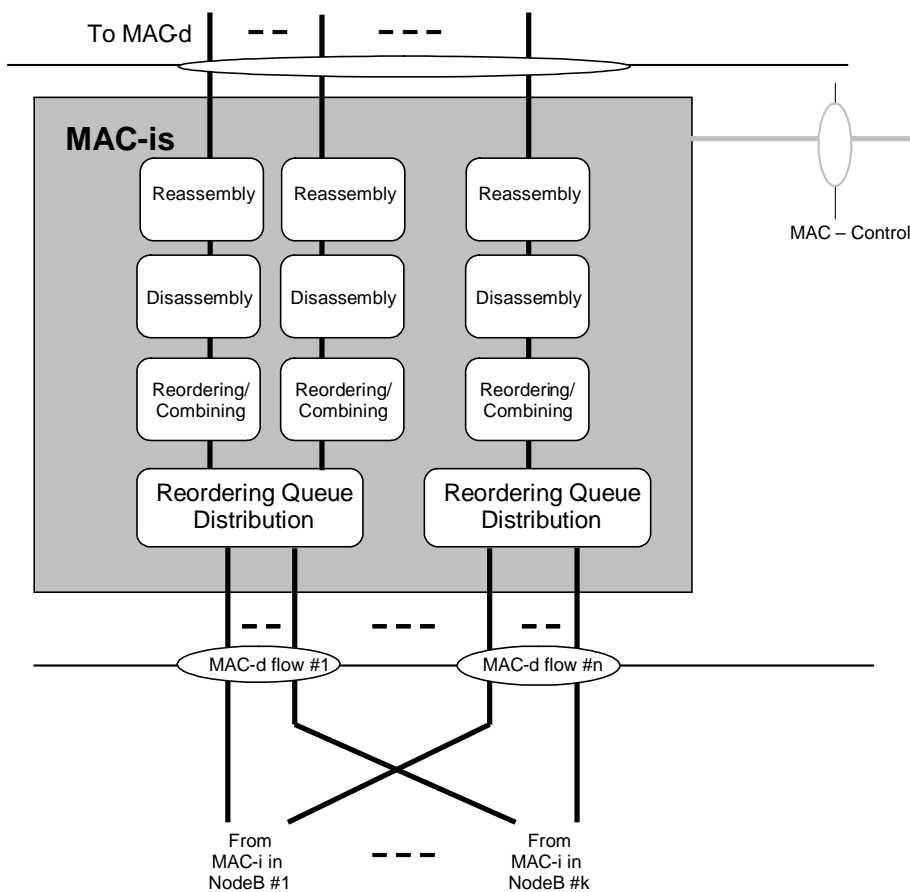 To MAC-d
MAC-is
Reassembly
Reassembly
Reassembly
MAC – Control
Disassembly
Disassembly
Disassembly
Reordering/
Combining
Reordering/
Combining
Reordering/
Combining
Reordering Queue
Distribution
Reordering Queue
Distribution
MAC-d flow #1
MAC-d flow #n
From
MAC-i in
NodeB #1
From
MAC-i in
NodeB #k